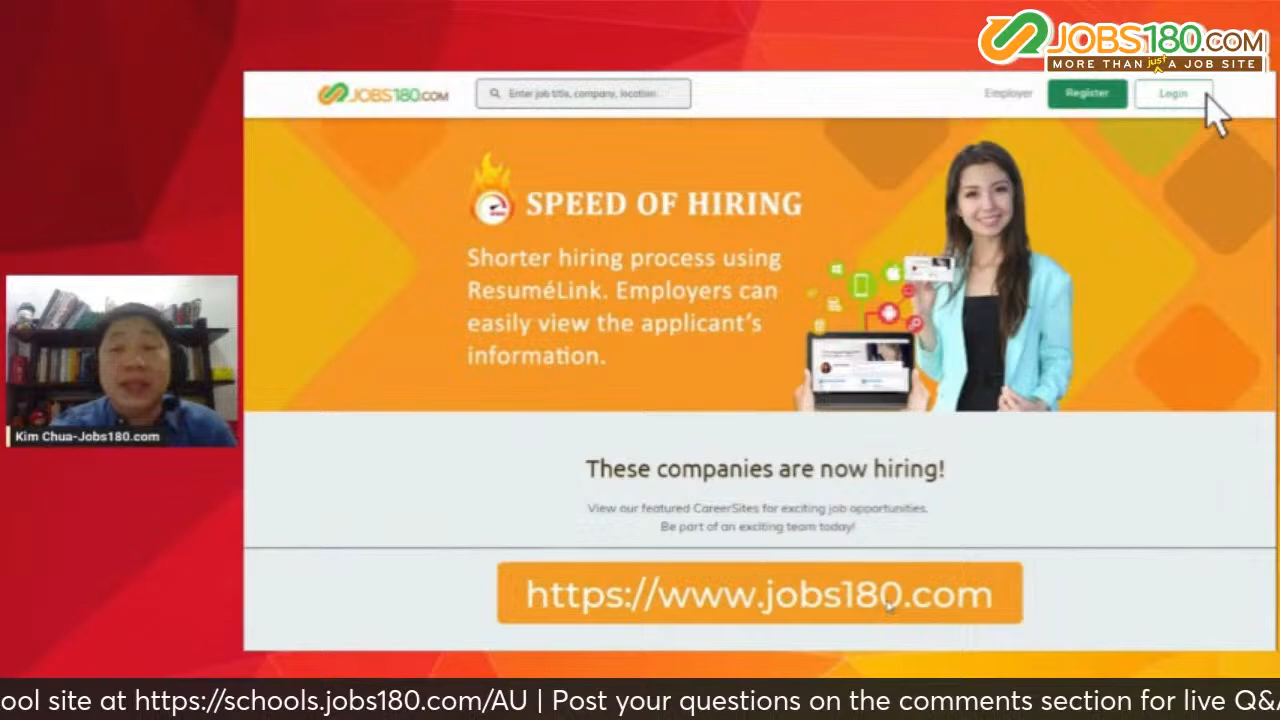 JOBS180.COM
MORE THAN just A JOB SITE
JOBS180.COM
Enter job title, company, location...
Employer
Register
Login
SPEED OF HIRING
Shorter hiring process using
ResuméLink. Employers can
easily view the applicant's
information.
Kim Chua-Jobs180.com
These companies are now hiring!
View our featured CareerSites for exciting job opportunities.
Be part of an exciting team today!
https://www.jobs180.com
ool site at https://schools.jobs180.com/AU | Post your questions on the comments section for live Q&